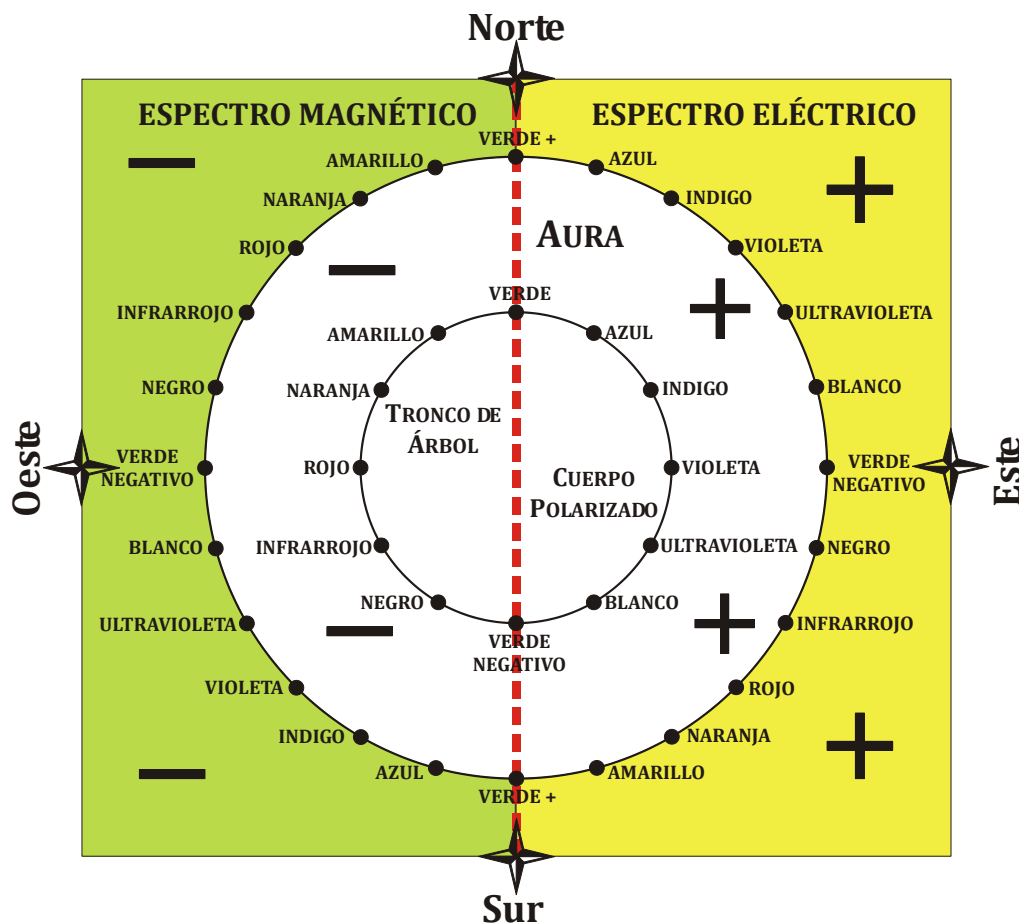 Norte
ESPECTRO MAGNÉTICO
ESPECTRO ELÉCTRICO
VERDE +
AMARILLO
AZUL
NARANJA
INDIGO
ROJO
AURA
VIOLETA
INFRARROJO
VERDE
ULTRAVIOLETA
AMARILLO
AZUL
NEGRO
NARANJA
INDIGO
BLANCO
TRONCO DE
ÁRBOL
Oeste
VERDE
NEGATIVO
ROJO
VIOLETA
VERDE
NEGATIVO
Este
CUERPO
POLARIZADO
BLANCO
INFRARROJO
ULTRAVIOLETA
NEGRO
NEGRO
BLANCO
ULTRAVIOLETA
INFRARROJO
VERDE
NEGATIVO
VIOLETA
ROJO
INDIGO
NARANJA
AZUL
AMARILLO
VERDE +
Sur